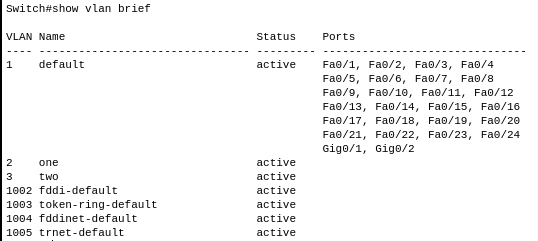 Switch#show vlan brief
VLAN Name                             Status    Ports
---- -------------------------------- --------- -------------------------------
1    default                          active    Fa0/1, Fa0/2, Fa0/3, Fa0/4
                                                Fa0/5, Fa0/6, Fa0/7, Fa0/8
                                                Fa0/9, Fa0/10, Fa0/11, Fa0/12
                                                Fa0/13, Fa0/14, Fa0/15, Fa0/16
                                                Fa0/17, Fa0/18, Fa0/19, Fa0/20
                                                Fa0/21, Fa0/22, Fa0/23, Fa0/24
                                                Gig0/1, Gig0/2
2    one                              active
3    two                              active
1002 fddi-default                     active
1003 token-ring-default               active
1004 fddinet-default                  active
1005 trnet-default                    active